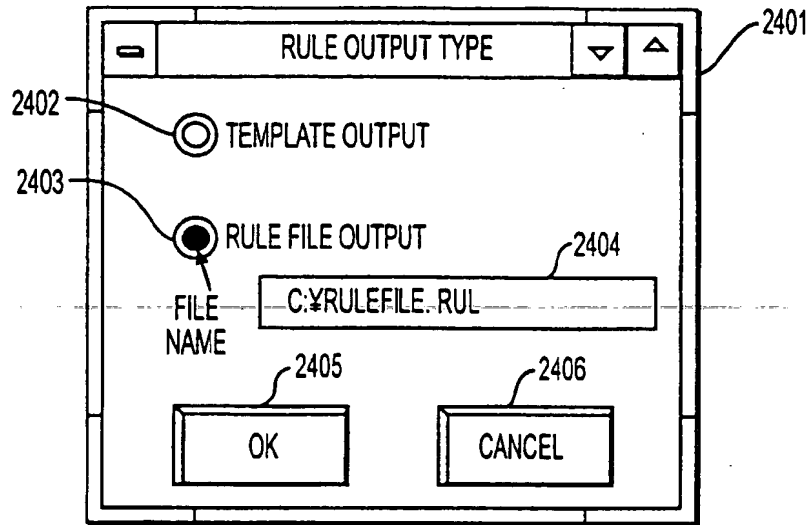 RULE OUTPUT TYPE
2401
2402
TEMPLATE OUTPUT
2403
RULE FILE OUTPUT
2404
FILE
NAME
C:¥RULEFILE. RUL
2405
2406
OK
CANCEL